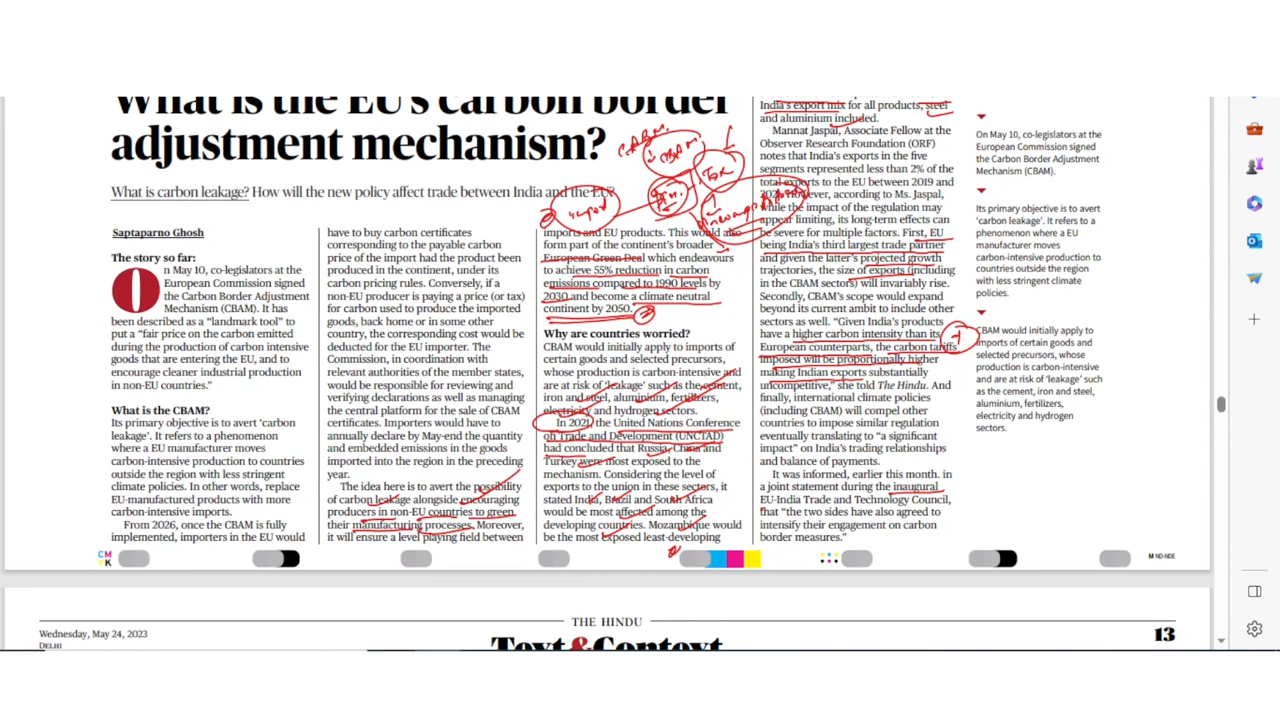 What is the EU's carbon border
adjustment mechanism?
What is carbon leakage? How will the new policy affect trade between India and the EU?
Saptaparno Ghosh
The story so far:
On May 10, co-legislators at the
European Commission signed
the Carbon Border Adjustment
Mechanism (CBAM). It has
been described as a “landmark tool” to
put a “fair price on the carbon emitted
during the production of carbon intensive
goods that are entering the EU, and to
encourage cleaner industrial production
in non-EU countries.”
What is the CBAM?
Its primary objective is to avert ‘carbon
leakage’. It refers to a phenomenon
where a EU manufacturer moves
carbon-intensive production to countries
outside the region with less stringent
climate policies. In other words, replace
EU-manufactured products with more
carbon-intensive imports.
From 2026, once the CBAM is fully
implemented, importers in the EU would
have to buy carbon certificates
corresponding to the payable carbon
price of the import had the product been
produced in the continent, under its
carbon pricing rules. Conversely, if a
non-EU producer is paying a price (or tax)
for carbon used to produce the imported
goods, back home or in some other
country, the corresponding cost would be
deducted for the EU importer. The
Commission, in coordination with
relevant authorities of the member states,
would be responsible for reviewing and
verifying declarations as well as managing
the central platform for the sale of CBAM
certificates. Importers would have to
annually declare by May-end the quantity
and embedded emissions in the goods
imported into the region in the preceding
year.
The idea here is to avert the possibility
of carbon leakage alongside encouraging
producers in non-EU countries to green
their manufacturing processes. Moreover,
it will ensure a level playing field between
CBAM
CBAM
Tax
import
imports and EU products. This would also
form part of the continent's broader
European Green Deal which endeavours
to achieve 55% reduction in carbon
emissions compared to 1990 levels by
2030 and become a climate neutral
continent by 2050.
Why are countries worried?
CBAM would initially apply to imports of
certain goods and selected precursors,
whose production is carbon-intensive and
are at risk of ‘leakage’ such as the cement,
iron and steel, aluminium, fertilizers,
electricity and hydrogen sectors.
In 2021, the United Nations Conference
on Trade and Development (UNCTAD)
had concluded that Russia, China and
Turkey were most exposed to the
mechanism. Considering the level of
exports to the union in these sectors, it
stated India, Brazil and South Africa
would be most affected among the
developing countries. Mozambique would
be the most exposed least-developing
India's export mix for all products, steel
and aluminium included.
Mannat Jaspal, Associate Fellow at the
Observer Research Foundation (ORF)
notes that India's exports in the five
segments represented less than 2% of the
total exports to the EU between 2019 and
2021. However, according to Ms. Jaspal,
while the impact of the regulation may
appear limiting, its long-term effects can
be severe for multiple factors. First, EU
being India's third largest trade partner
and given the latter's projected growth
trajectories, the size of exports (including
in the CBAM sectors) will invariably rise.
Secondly, CBAM's scope would expand
beyond its current ambit to include other
sectors as well. “Given India's products
have a higher carbon intensity than its
European counterparts, the carbon tariffs
imposed will be proportionally higher
making Indian exports substantially
uncompetitive,” she told The Hindu. And
finally, international climate policies
(including CBAM) will compel other
countries to impose similar regulation
eventually translating to “a significant
impact” on India's trading relationships
and balance of payments.
It was informed, earlier this month. in
a joint statement during the inaugural
EU-India Trade and Technology Council,
that “the two sides have also agreed to
intensify their engagement on carbon
border measures.”
On May 10, co-legislators at the
European Commission signed
the Carbon Border Adjustment
Mechanism (CBAM).
Its primary objective is to avert
‘carbon leakage’. It refers to a
phenomenon where a EU
manufacturer moves
carbon-intensive production to
countries outside the region
with less stringent climate
policies.
CBAM would initially apply to
imports of certain goods and
selected precursors, whose
production is carbon-intensive
and are at risk of ‘leakage’ such
as the cement, iron and steel,
aluminium, fertilizers,
electricity and hydrogen
sectors.
CM
YK
M ND-NDE
THE HINDU
Wednesday, May 24, 2023
DELHI
13
Text&Context